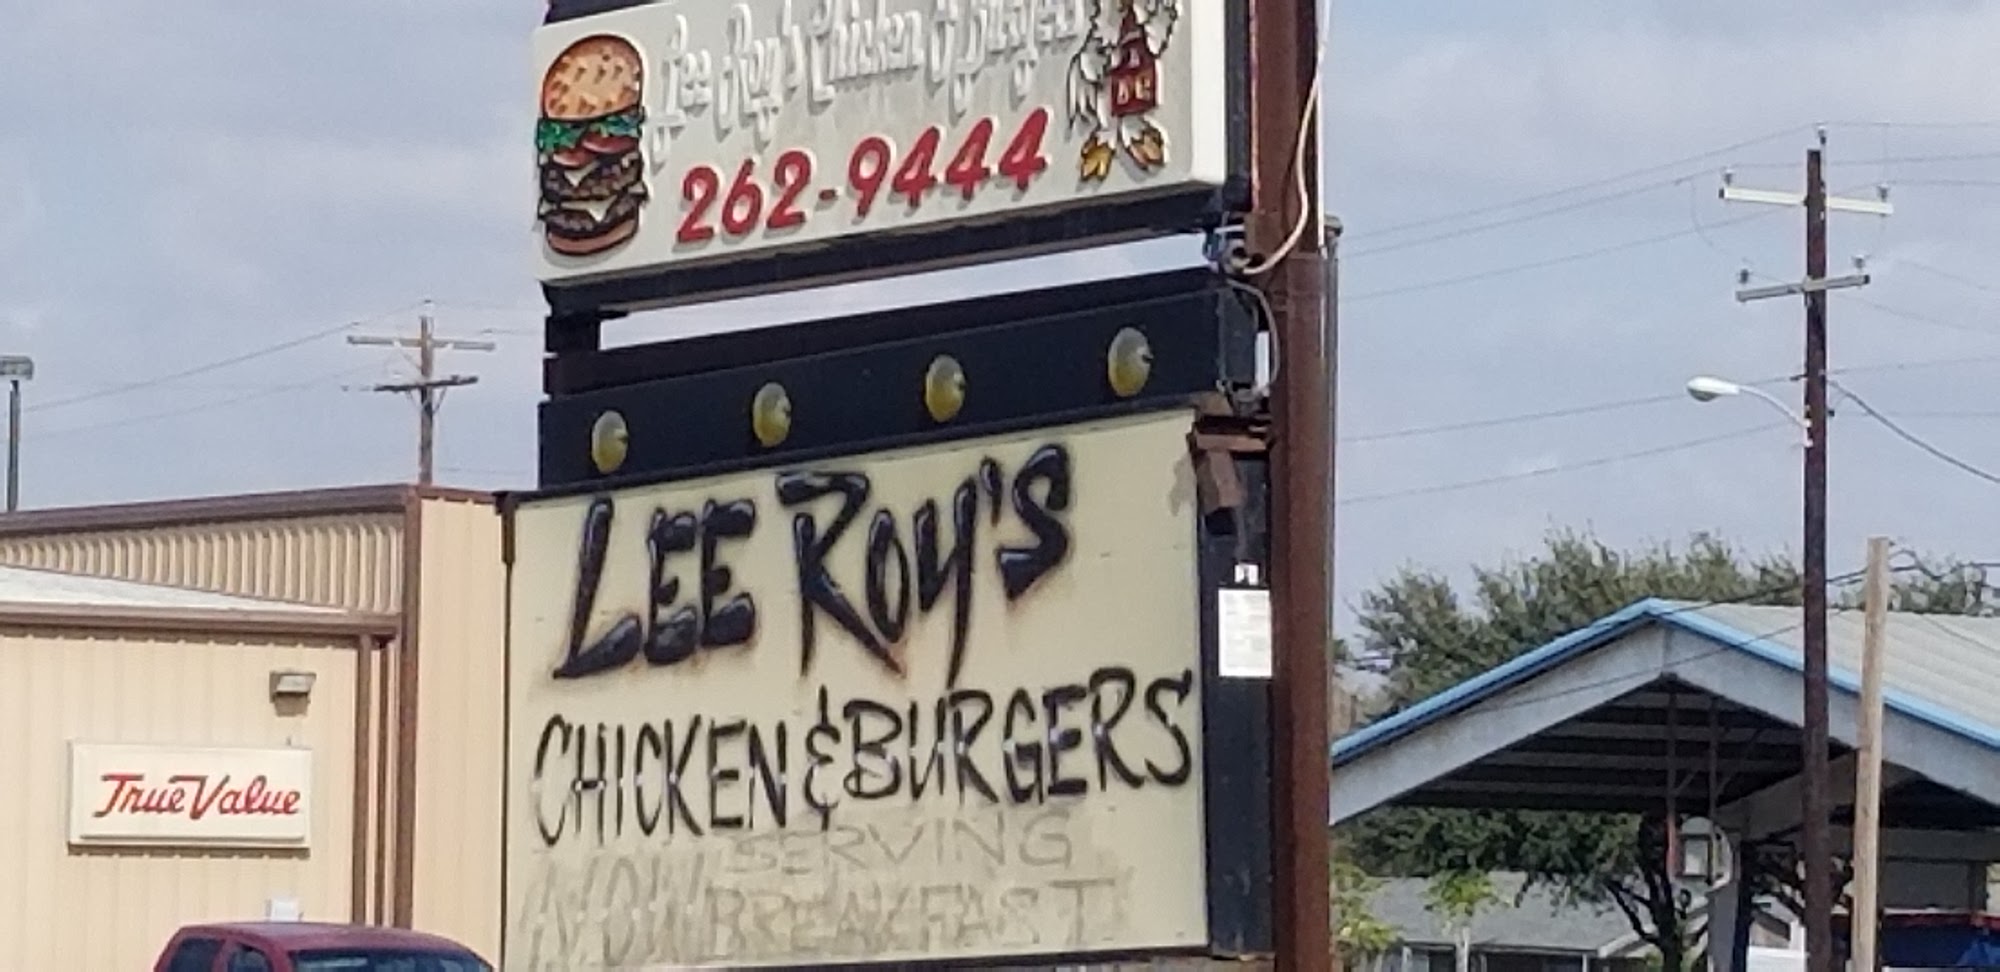 Lee Roy's Chicken & Burgers
262-9444
LEE ROY'S
CHICKEN & BURGERS
SERVING
NOW BREAKFAST
True Value